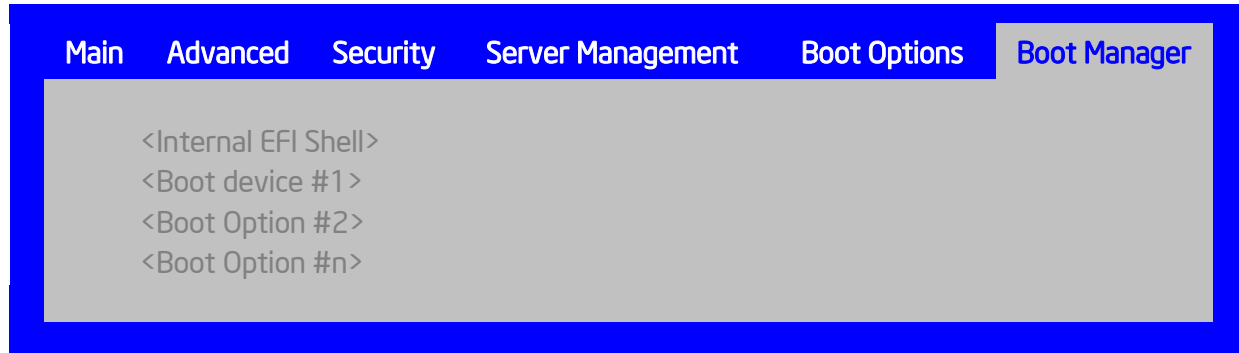 Main Advanced Security Server Management Boot Options Boot Manager
<Internal EFI Shell>
<Boot device #1>
<Boot Option #2>
<Boot Option #n>